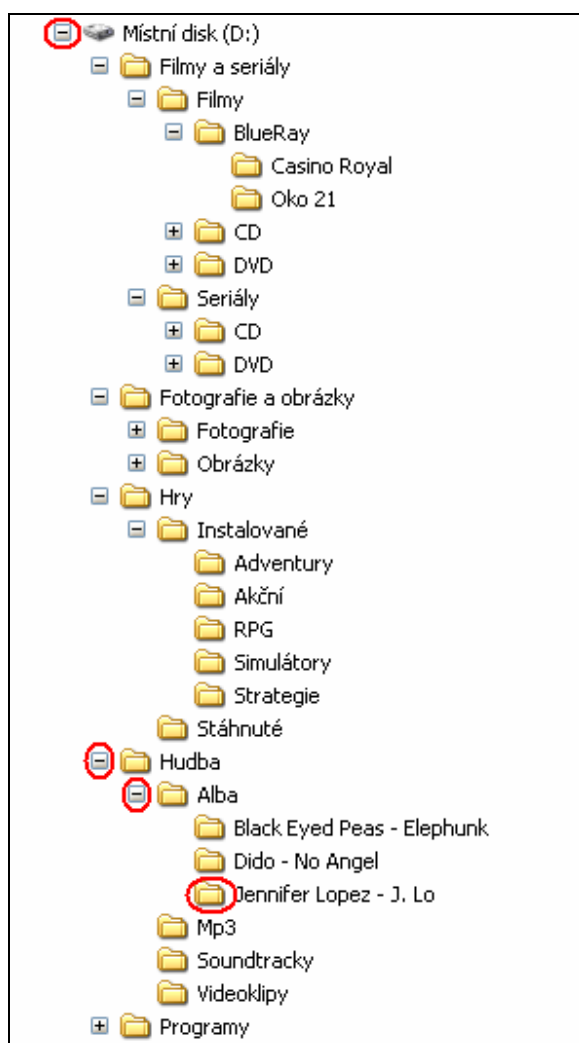 Místní disk (D:)
Filmy a seriály
Filmy
BlueRay
Casino Royal
Oko 21
CD
DVD
Seriály
CD
DVD
Fotografie a obrázky
Fotografie
Obrázky
Hry
Instalované
Adventury
Akční
RPG
Simulátory
Strategie
Stáhnuté
Hudba
Alba
Black Eyed Peas - Elephunk
Dido - No Angel
Jennifer Lopez - J. Lo
Mp3
Soundtracky
Videoklipy
Programy